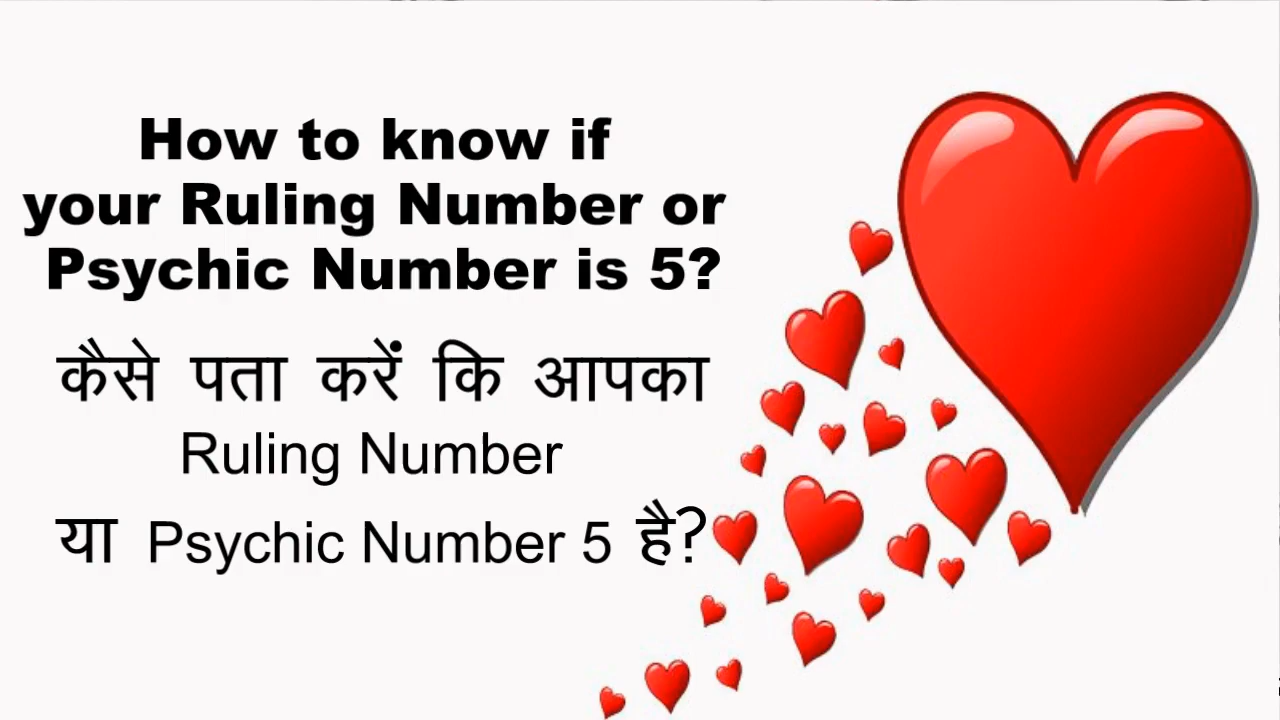 How to know if
your Ruling Number or
Psychic Number is 5?
कैसे पता करें कि आपका
Ruling Number
या Psychic Number 5 है?